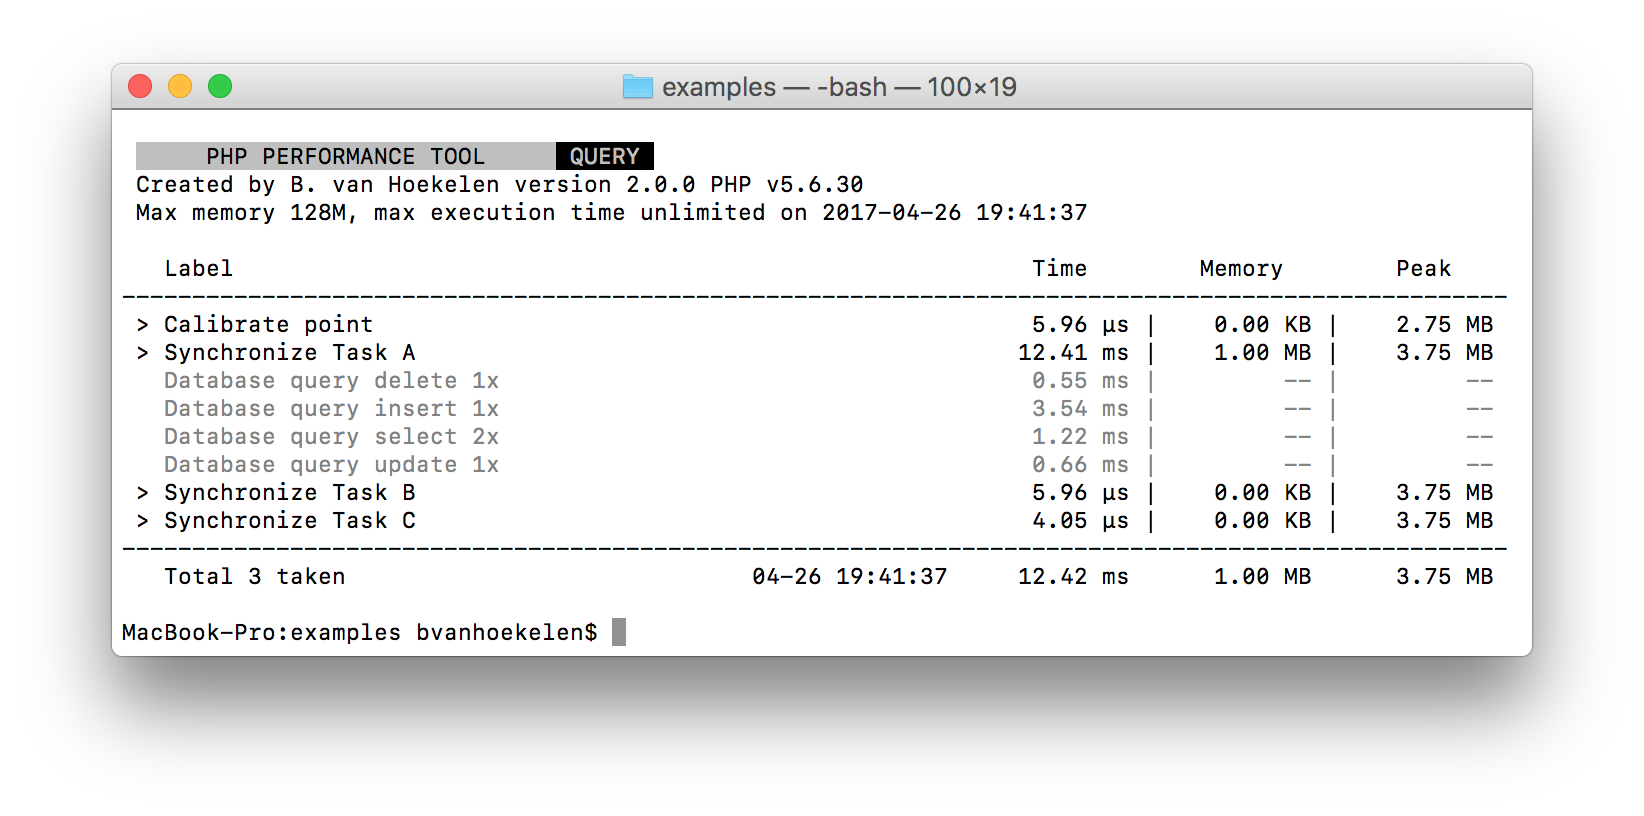 examples — -bash — 100×19
PHP PERFORMANCE TOOL QUERY
Created by B. van Hoekelen version 2.0.0 PHP v5.6.30
Max memory 128M, max execution time unlimited on 2017-04-26 19:41:37
Label Time Memory Peak
> Calibrate point 5.96 µs | 0.00 KB | 2.75 MB
> Synchronize Task A 12.41 ms | 1.00 MB | 3.75 MB
Database query delete 1x 0.55 ms | -- | --
Database query insert 1x 3.54 ms | -- | --
Database query select 2x 1.22 ms | -- | --
Database query update 1x 0.66 ms | -- | --
> Synchronize Task B 5.96 µs | 0.00 KB | 3.75 MB
> Synchronize Task C 4.05 µs | 0.00 KB | 3.75 MB
Total 3 taken 04-26 19:41:37 12.42 ms 1.00 MB 3.75 MB
MacBook-Pro:examples bvanhoekelen$